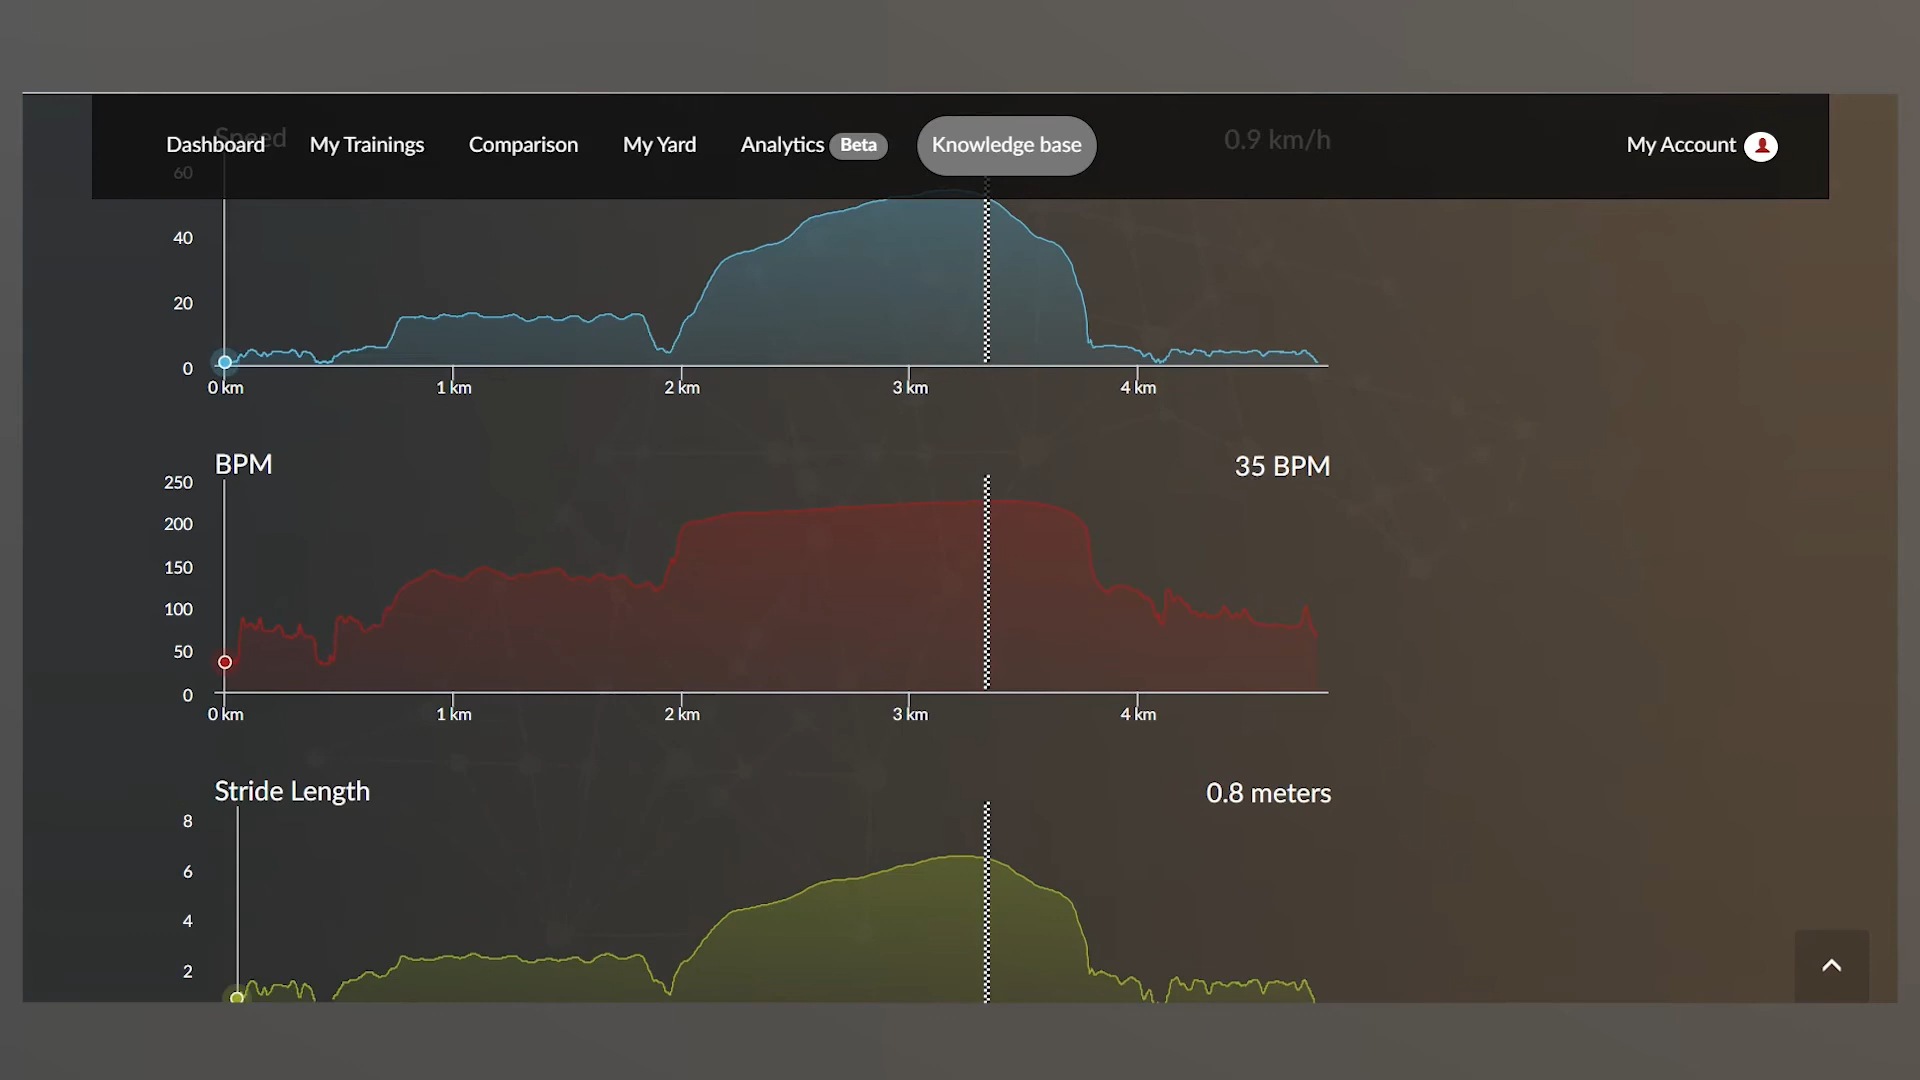 Dashboard My Trainings Comparison My Yard Analytics Beta Knowledge base My Account
Speed 0.9 km/h
60
40
20
0
0 km 1 km 2 km 3 km 4 km
BPM 35 BPM
250
200
150
100
50
0
0 km 1 km 2 km 3 km 4 km
Stride Length 0.8 meters
8
6
4
2